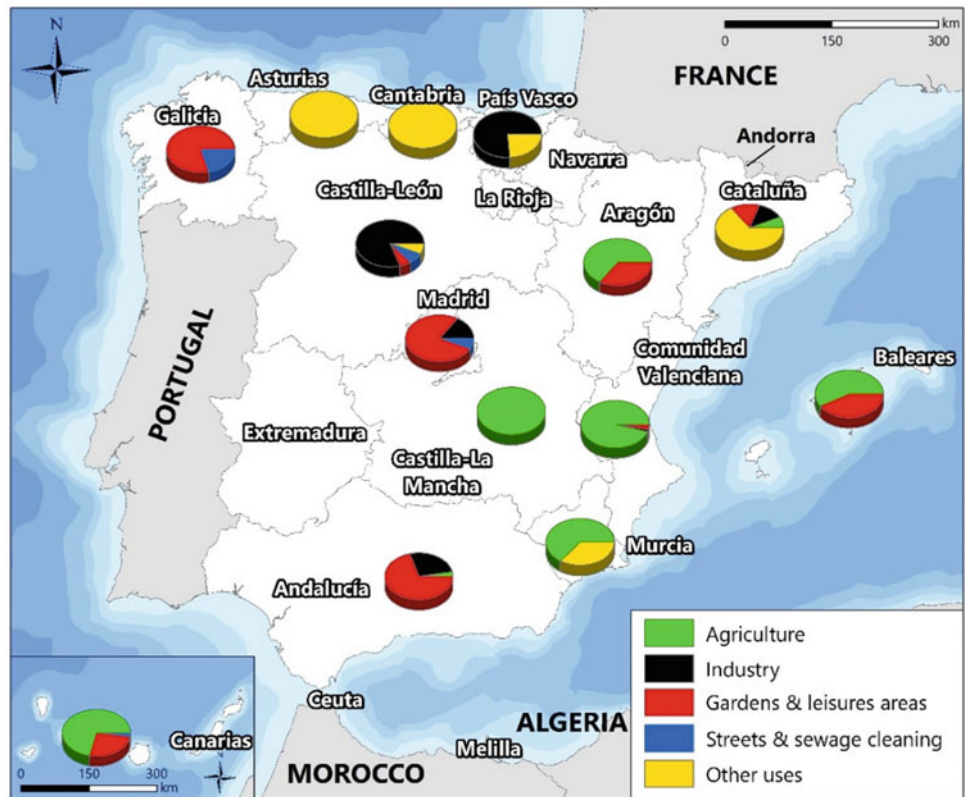 N
km
0 150 300
FRANCE
Asturias
Cantabria
País Vasco
Galicia
Andorra
Navarra
Castilla-León
La Rioja
Cataluña
Aragón
Madrid
PORTUGAL
Comunidad
Valenciana
Baleares
Extremadura
Castilla-La
Mancha
Murcia
Andalucía
Agriculture
Industry
Gardens & leisures areas
Streets & sewage cleaning
Other uses
Ceuta
ALGERIA
Canarias
Melilla
MOROCCO
0 150 300
km